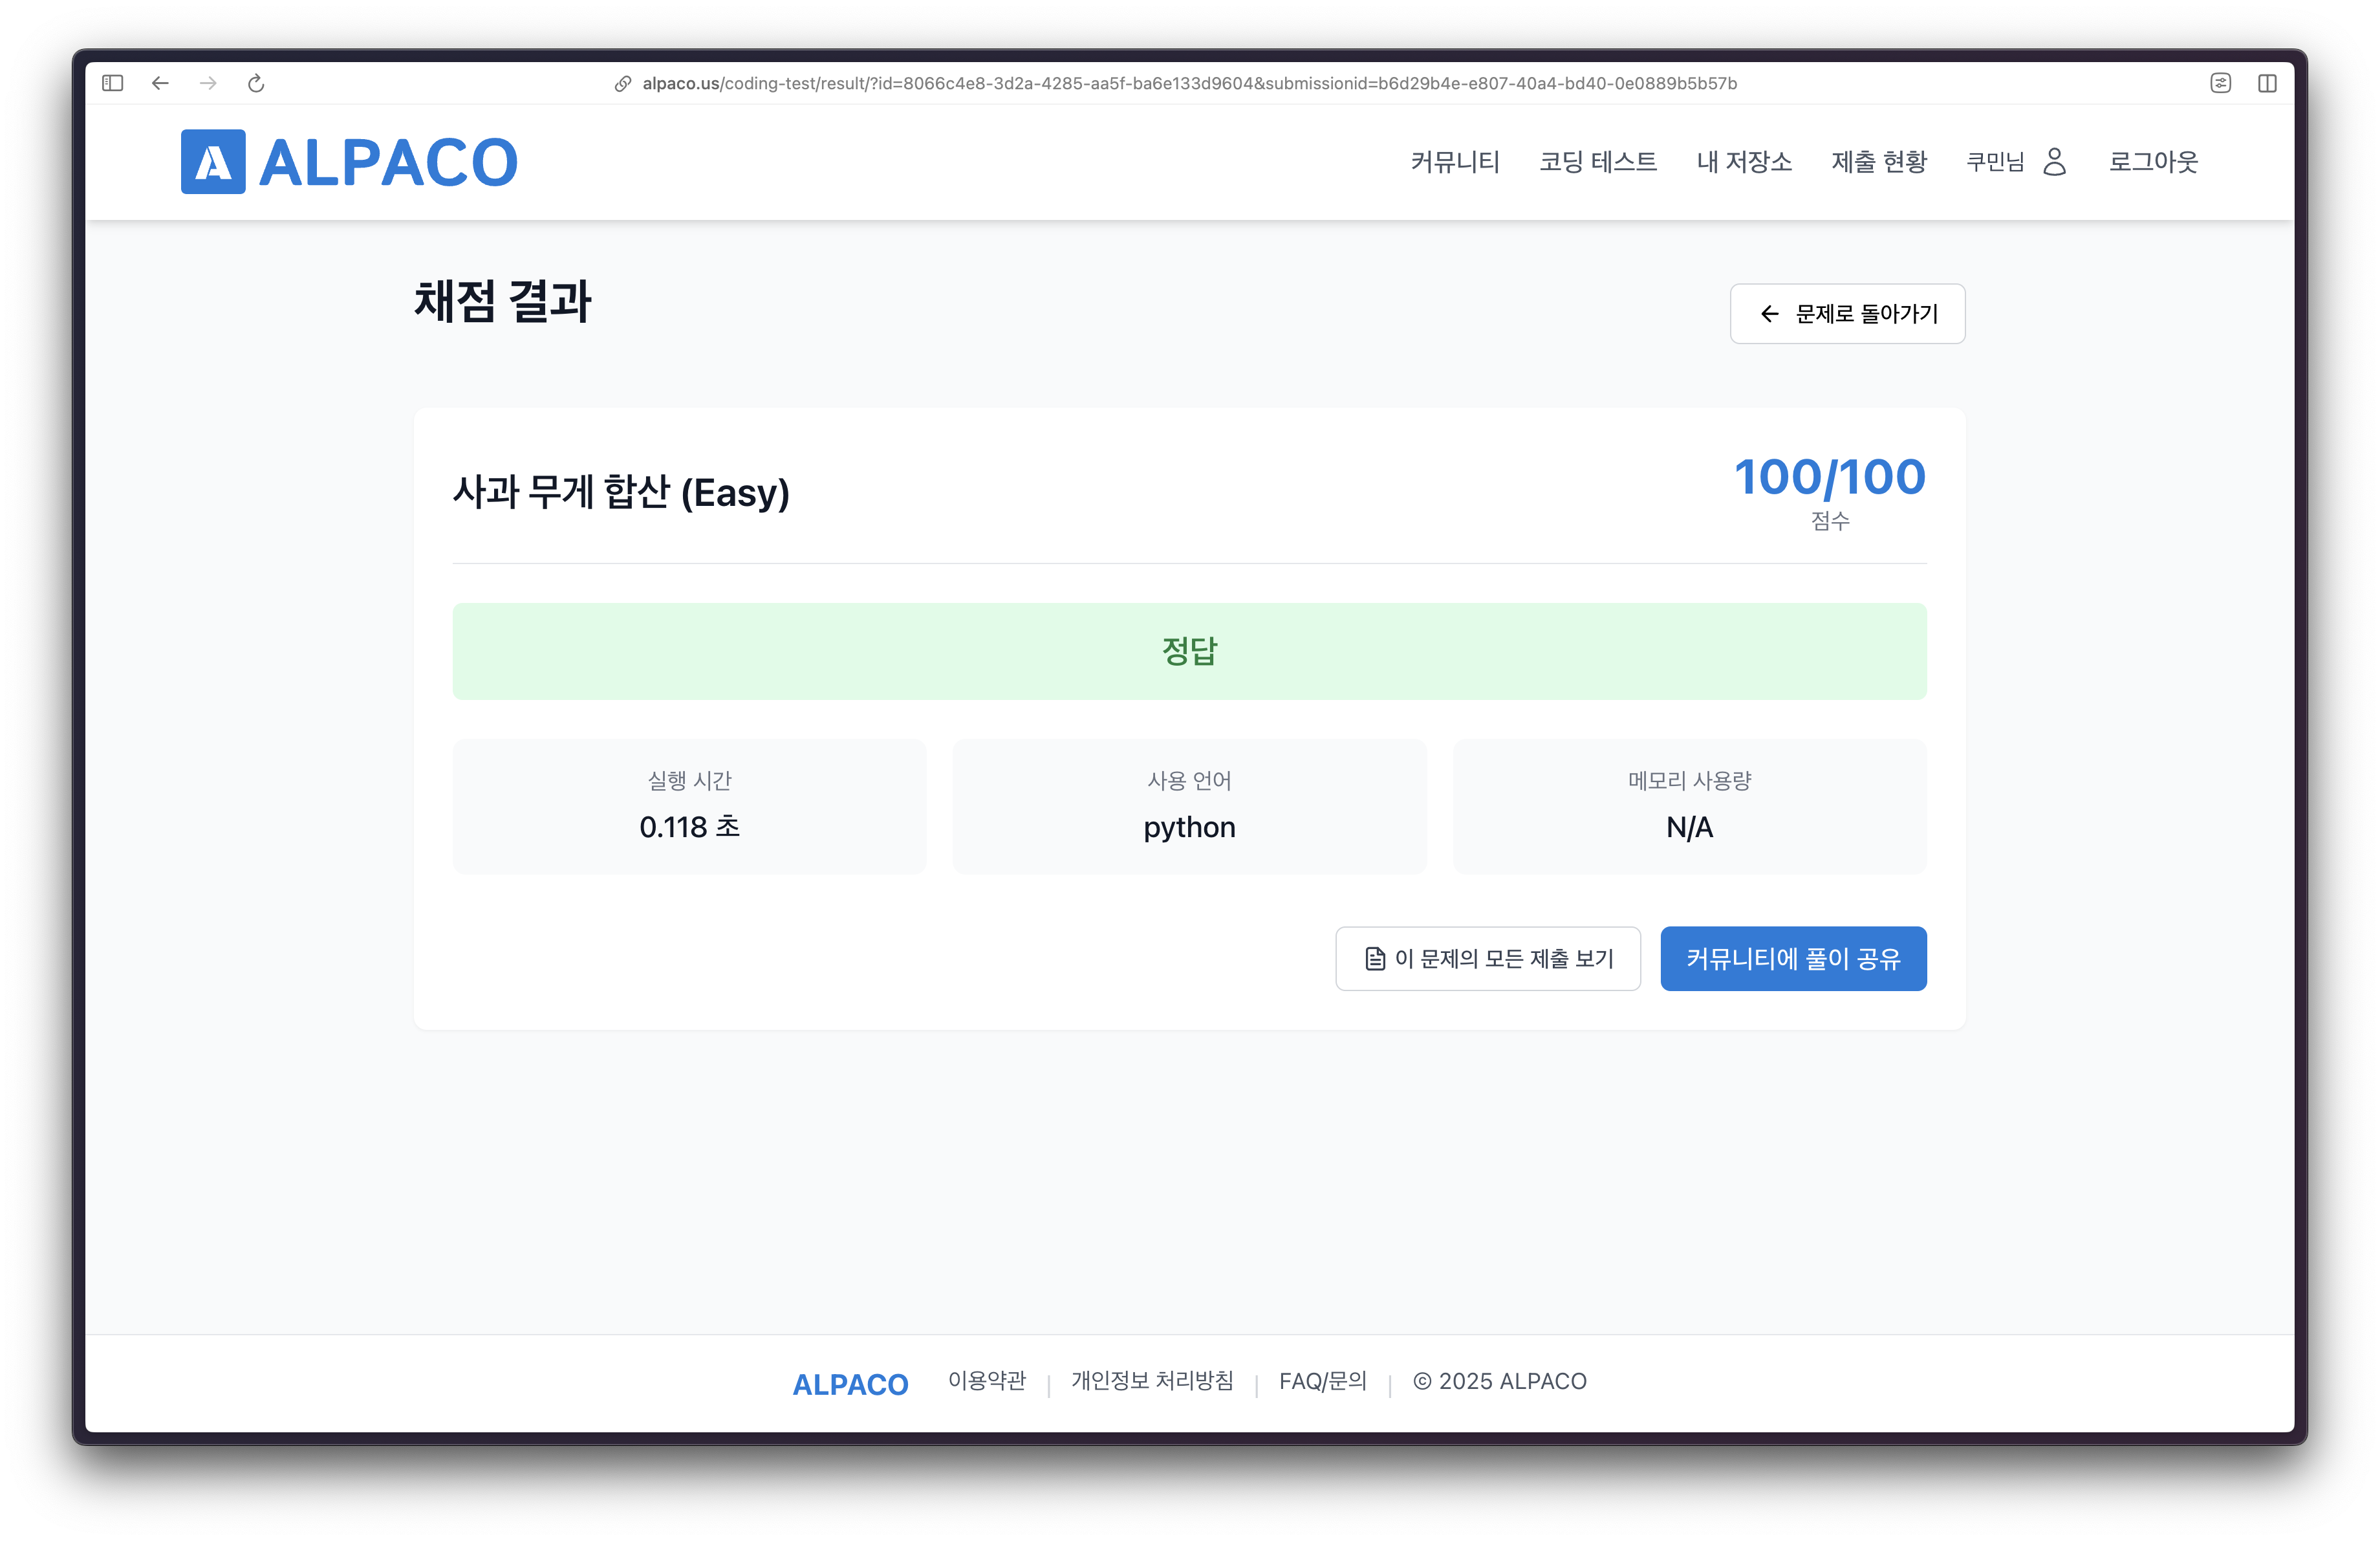 alpaco.us/coding-test/result/?id=8066c4e8-3d2a-4285-aa5f-ba6e133d9604&submissionid=b6d29b4e-e807-40a4-bd40-0e0889b5b57b
A ALPACO
커뮤니티 코딩 테스트 내 저장소 제출 현황 쿠민님 로그아웃
채점 결과
← 문제로 돌아가기
사과 무게 합산 (Easy)
100/100
점수
정답
실행 시간
0.118 초
사용 언어
python
메모리 사용량
N/A
이 문제의 모든 제출 보기
커뮤니티에 풀이 공유
ALPACO 이용약관 | 개인정보 처리방침 | FAQ/문의 | © 2025 ALPACO